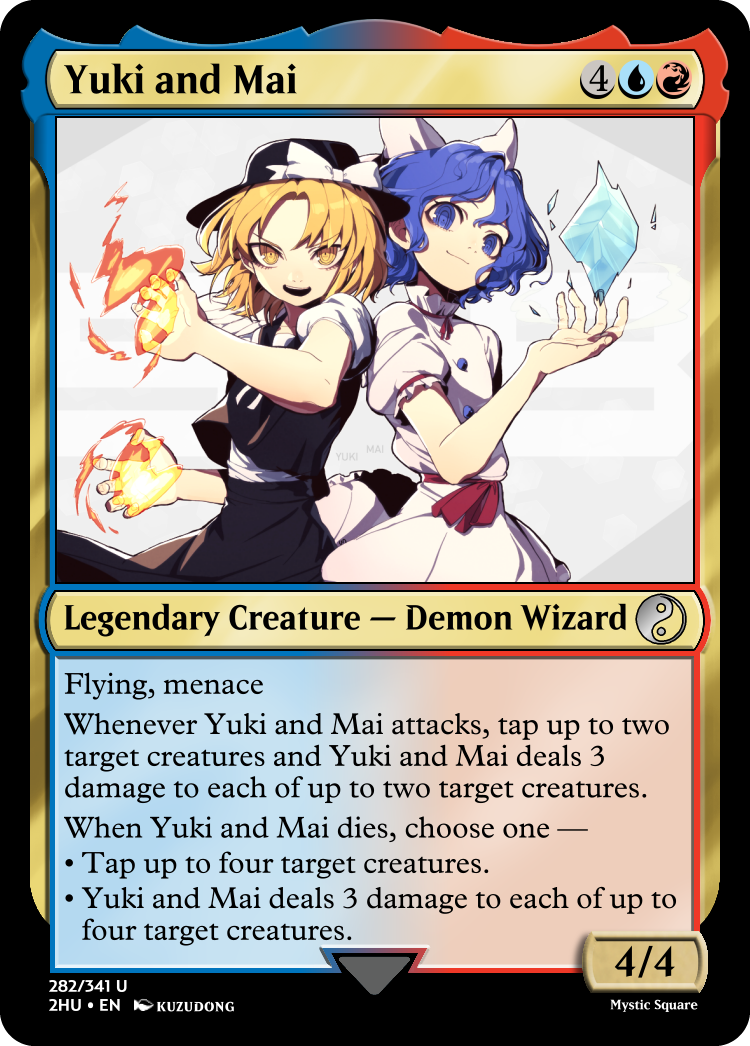 Yuki and Mai 4
YUKI MAI
Legendary Creature — Demon Wizard
Flying, menace
Whenever Yuki and Mai attacks, tap up to two
target creatures and Yuki and Mai deals 3
damage to each of up to two target creatures.
When Yuki and Mai dies, choose one —
• Tap up to four target creatures.
• Yuki and Mai deals 3 damage to each of up to
four target creatures.
4/4
282/341 U
2HU • EN KUZUDONG
Mystic Square